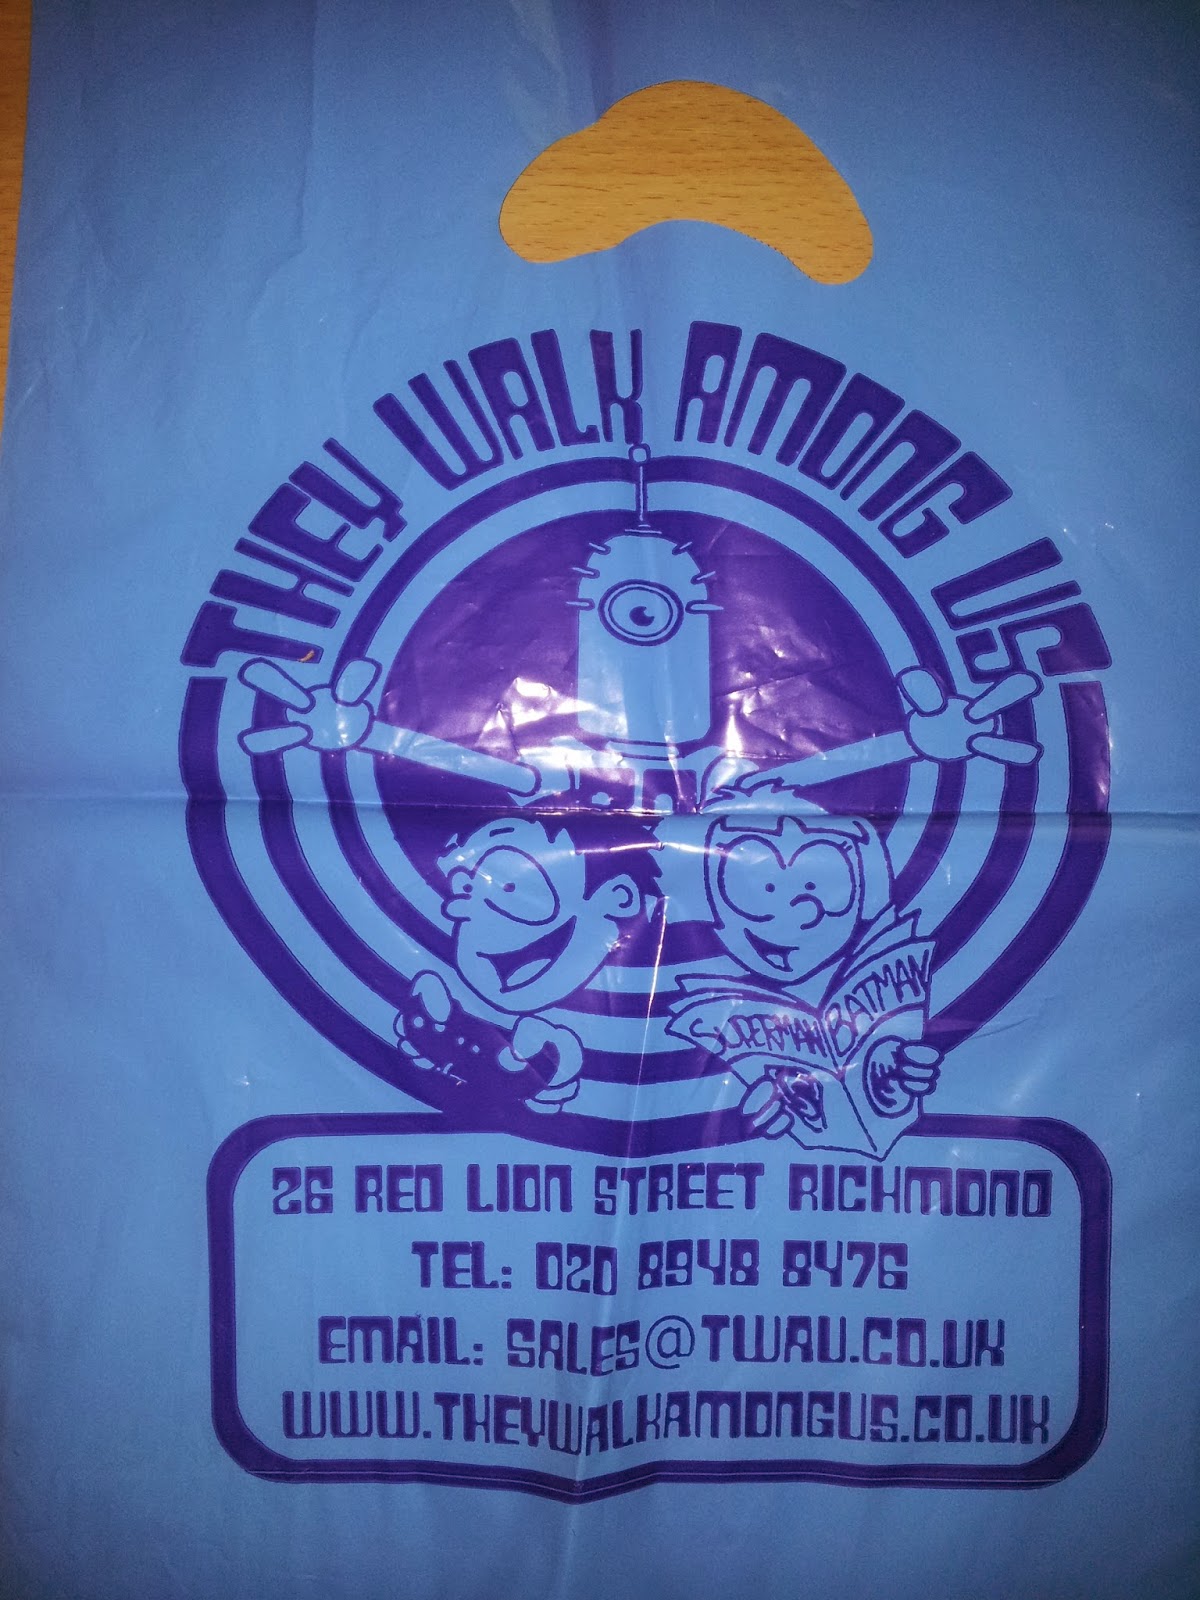 THEY WALK AMONG US
SUPERMAN/BATMAN
26 RED LION STREET RICHMOND
TEL: 020 8948 8476
EMAIL: SALES@TWAU.CO.UK
WWW.THEYWALKAMONGUS.CO.UK